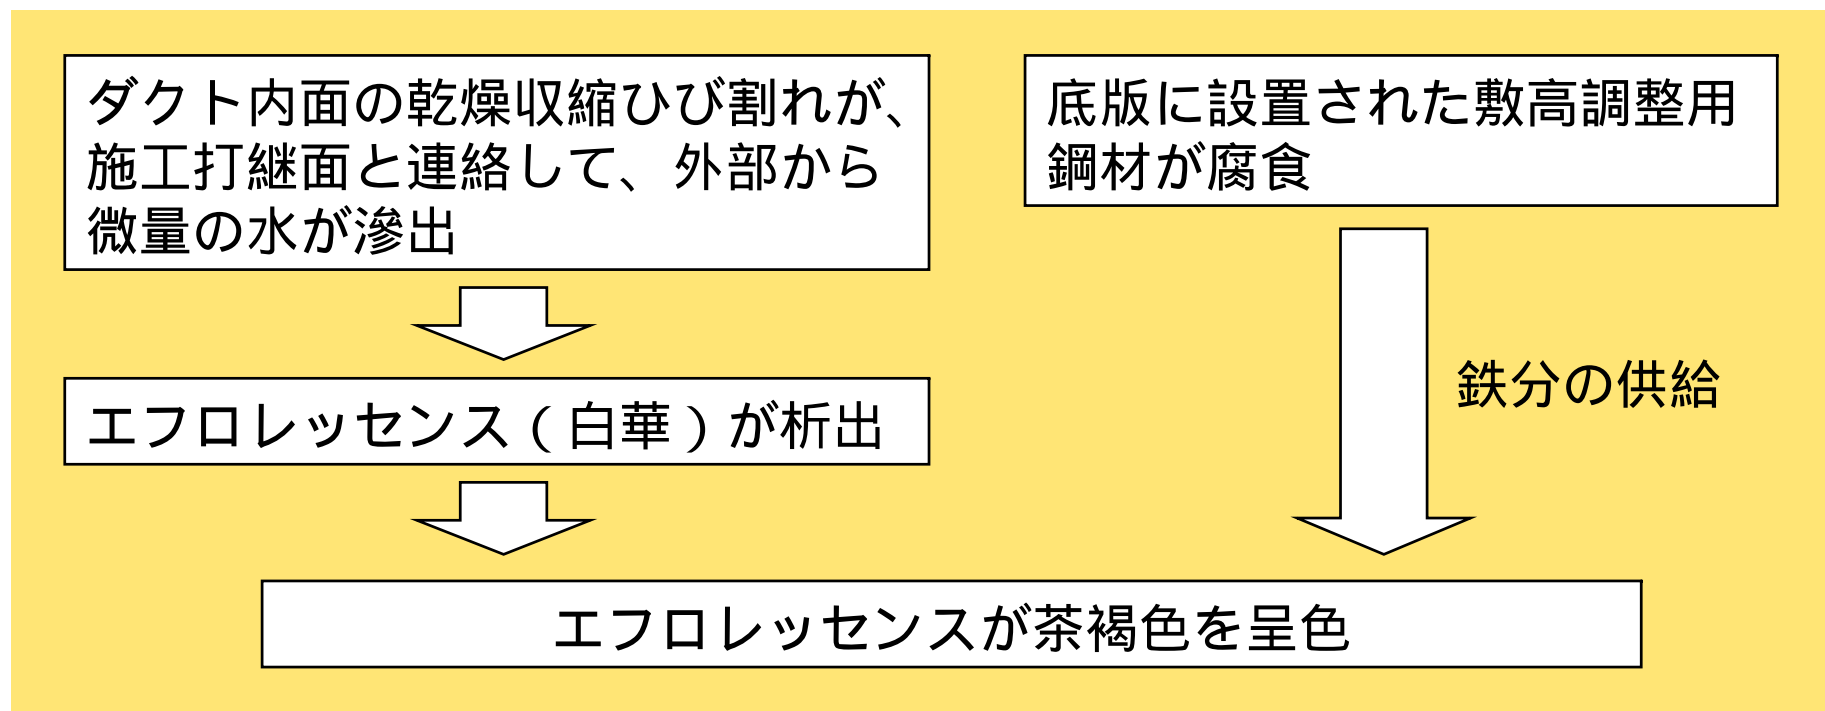 ダクト内面の乾燥収縮ひび割れが、
施工打継面と連絡して、外部から
微量の水が滲出
底版に設置された敷高調整用
鋼材が腐食
鉄分の供給
エフロレッセンス（白華）が析出
エフロレッセンスが茶褐色を呈色